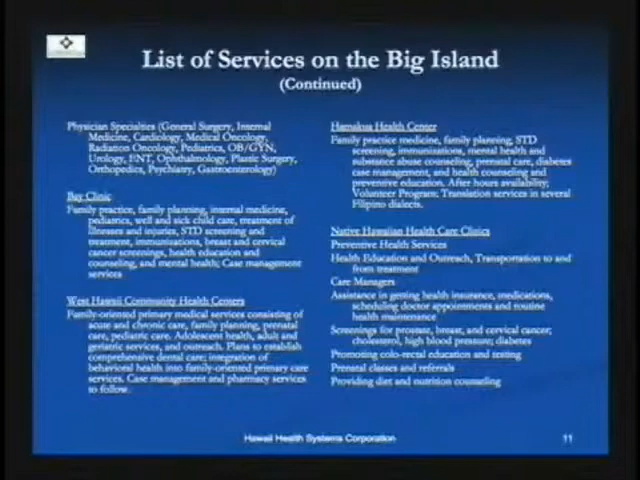 List of Services on the Big Island
(Continued)
Physician Specialties (General Surgery, Internal
Medicine, Cardiology, Medical Oncology,
Radiation Oncology, Pediatrics, OB/GYN,
Urology, ENT, Ophthalmology, Plastic Surgery,
Orthopedics, Psychiatry, Gastroenterology)
Bay Clinic
Family practice, family planning, internal medicine,
pediatrics, well and sick child care, treatment of
illnesses and injuries, STD screening and
treatment, immunizations, breast and cervical
cancer screenings, health education and
counseling, and mental health; Case management
services
West Hawaii Community Health Centers
Family-oriented primary medical services consisting of
acute and chronic care, family planning, prenatal
care, pediatric care. Adolescent health, adult and
geriatric services, and outreach. Plans to establish
comprehensive dental care; integration of
behavioral health into family-oriented primary care
services. Case management and pharmacy services
to follow.
Hamakua Health Center
Family practice medicine, family planning, STD
screening, immunizations, mental health and
substance abuse counseling, prenatal care, diabetes
case management, and health counseling and
preventive education. After hours availability;
Volunteer Program; Translation services in several
Filipino dialects.
Native Hawaiian Health Care Clinics
Preventive Health Services
Health Education and Outreach, Transportation to and
from treatment
Care Managers
Assistance in getting health insurance, medications,
scheduling doctor appointments and routine
health maintenance
Screenings for prostate, breast, and cervical cancer;
cholesterol, high blood pressure; diabetes
Promoting colo-rectal education and testing
Prenatal classes and referrals
Providing diet and nutrition counseling
Hawaii Health Systems Corporation
11